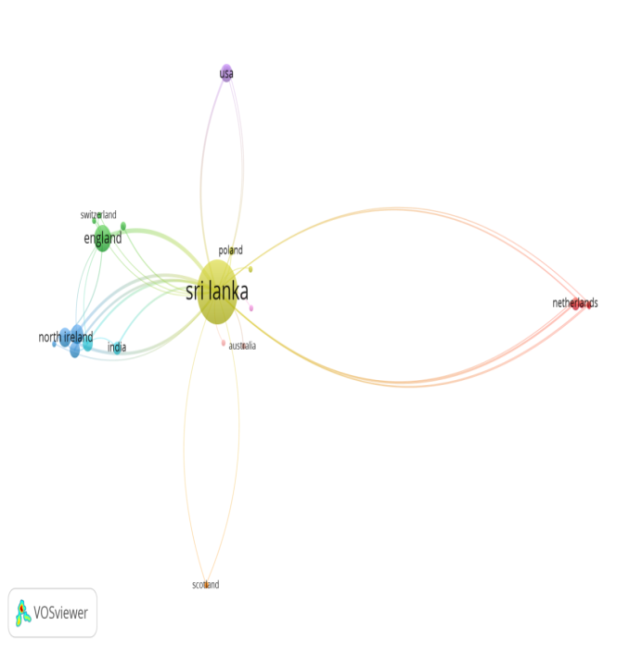 usa
switzerland
england
poland
sri lanka
netherlands
north ireland
india
australia
scotland
VOSviewer